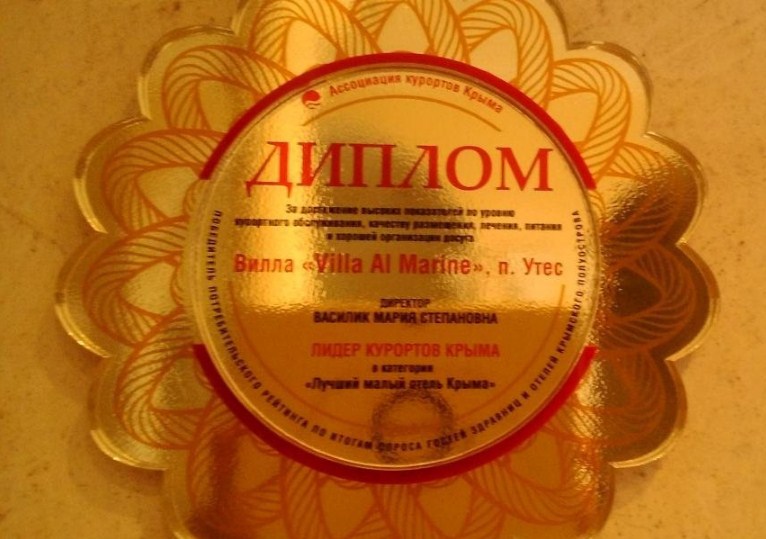 Ассоциация курортов Крыма
ДИПЛОМ
За достижение высоких показателей по уровню
курортного обслуживания, качеству размещения, лечения, питания
и хорошей организации досуга
Вилла «Villa Al Marine», п. Утес
ДИРЕКТОР
ВАСИЛИК МАРИЯ СТЕПАНОВНА
ЛИДЕР КУРОРТОВ КРЫМА
в категории
«Лучший малый отель Крыма»
ПОБЕДИТЕЛЬ ПОТРЕБИТЕЛЬСКОГО РЕЙТИНГА ПО ИТОГАМ ОПРОСА ГОСТЕЙ ЗДРАВНИЦ И ОТЕЛЕЙ КРЫМСКОГО ПОЛУОСТРОВА